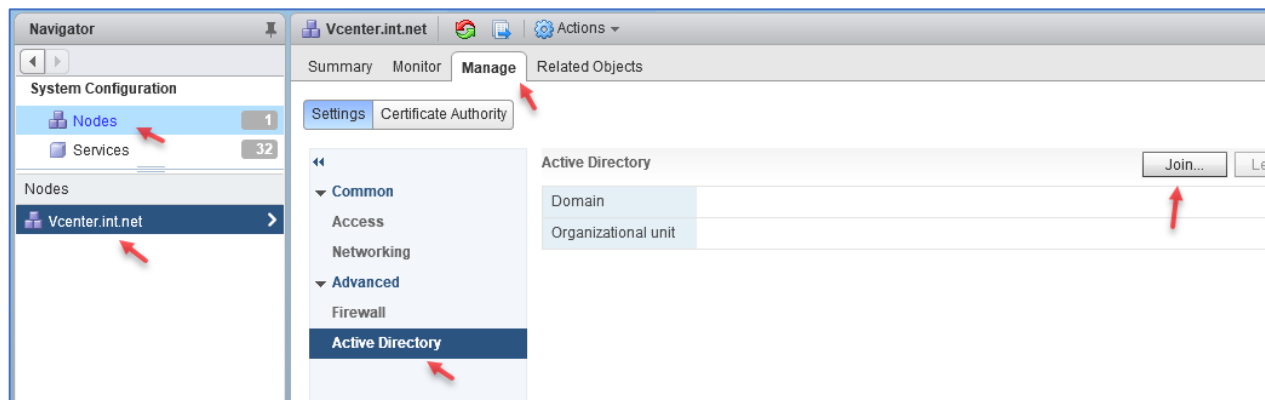 Navigator
System Configuration
Nodes 1
Services 32
Nodes
Vcenter.int.net
Vcenter.int.net Actions
Summary Monitor Manage Related Objects
Settings Certificate Authority
Common
Access
Networking
Advanced
Firewall
Active Directory
Active Directory Join...
Domain
Organizational unit